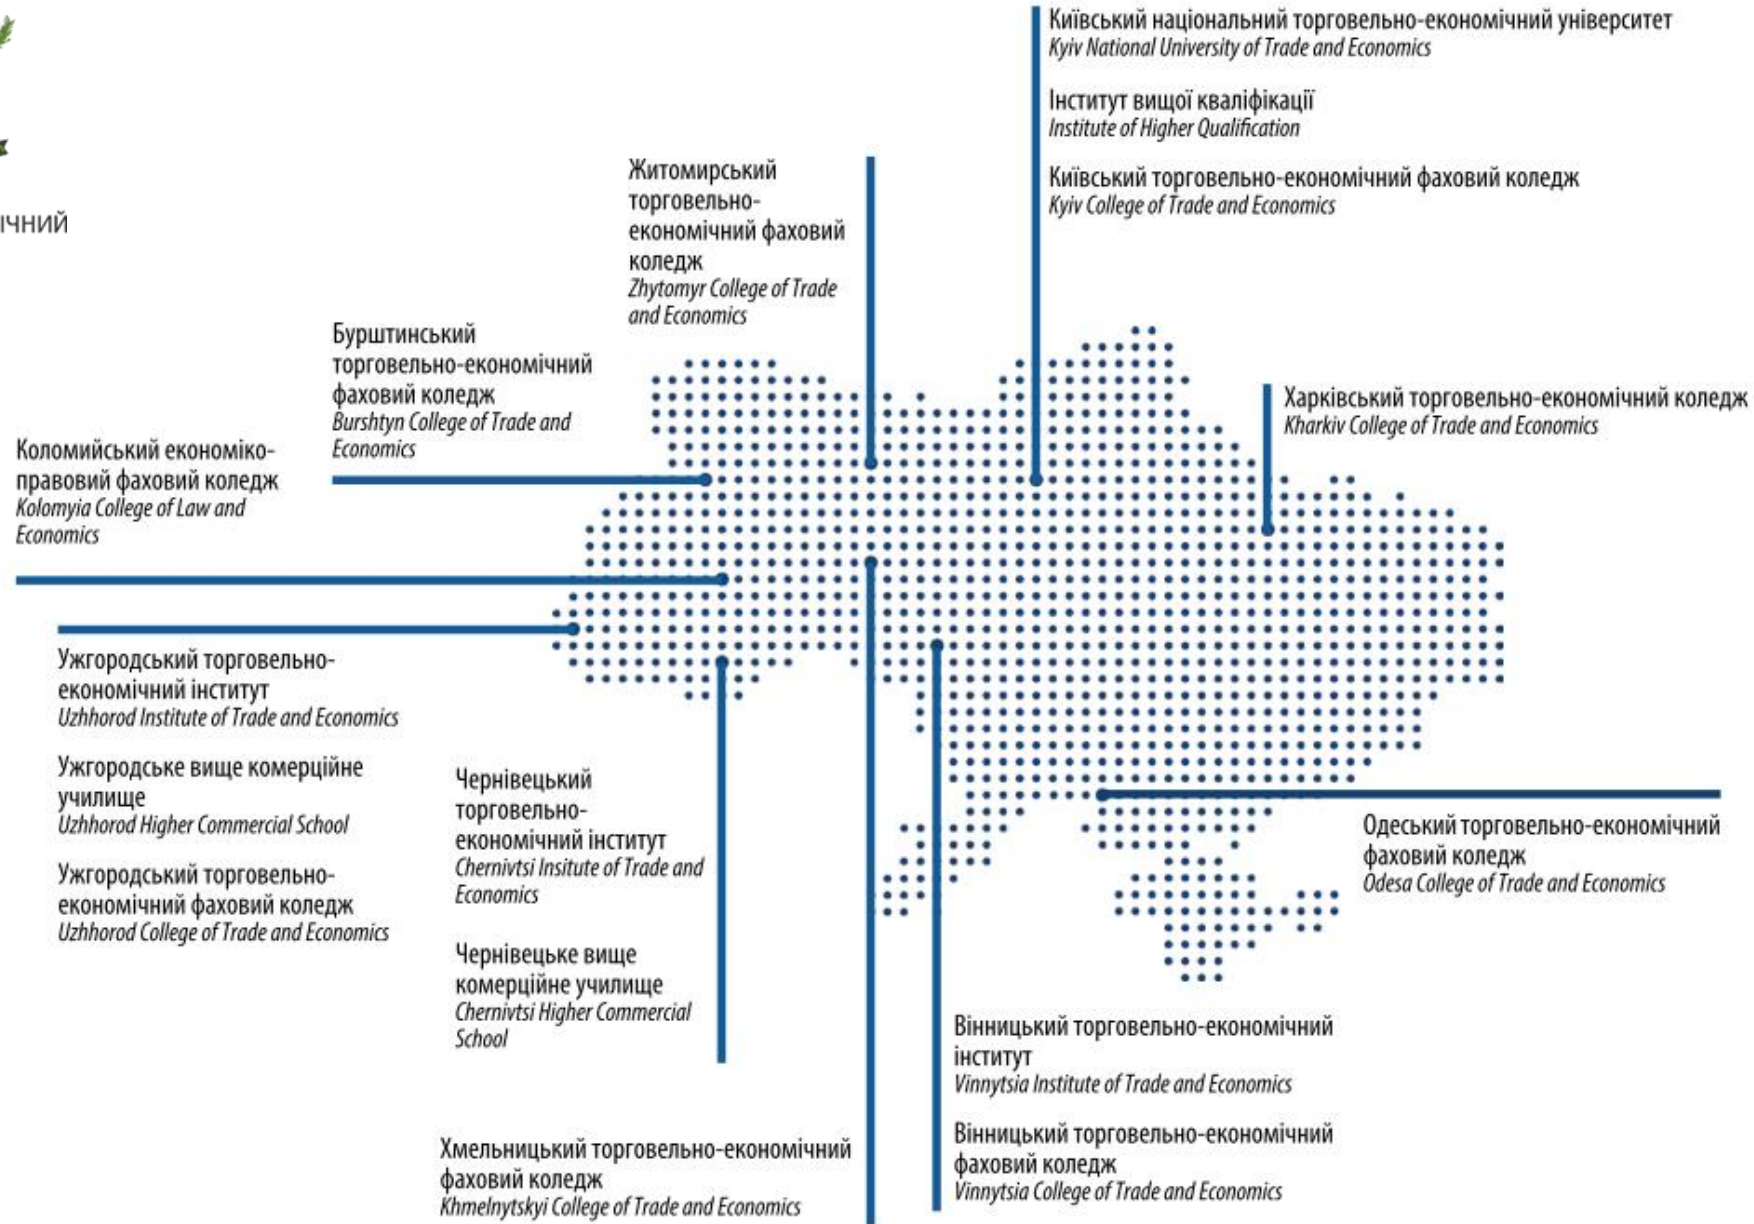 Київський національний торговельно-економічний університет
Kyiv National University of Trade and Economics
Інститут вищої кваліфікації
Institute of Higher Qualification
Київський торговельно-економічний фаховий коледж
Kyiv College of Trade and Economics
Житомирський
торговельно-
економічний фаховий
коледж
Zhytomyr College of Trade
and Economics
Бурштинський
торговельно-економічний
фаховий коледж
Burshtyn College of Trade and
Economics
Харківський торговельно-економічний коледж
Kharkiv College of Trade and Economics
Коломийський економіко-
правовий фаховий коледж
Kolomyia College of Law and
Economics
Ужгородський торговельно-
економічний інститут
Uzhhorod Institute of Trade and Economics
Ужгородське вище комерційне
училище
Uzhhorod Higher Commercial School
Ужгородський торговельно-
економічний фаховий коледж
Uzhhorod College of Trade and Economics
Чернівецький
торговельно-
економічний інститут
Chernivtsi Insitute of Trade and
Economics
Чернівецьке вище
комерційне училище
Chernivtsi Higher Commercial
School
Одеський торговельно-економічний
фаховий коледж
Odesa College of Trade and Economics
Вінницький торговельно-економічний
інститут
Vinnytsia Institute of Trade and Economics
Вінницький торговельно-економічний
фаховий коледж
Vinnytsia College of Trade and Economics
Хмельницький торговельно-економічний
фаховий коледж
Khmelnytskyi College of Trade and Economics